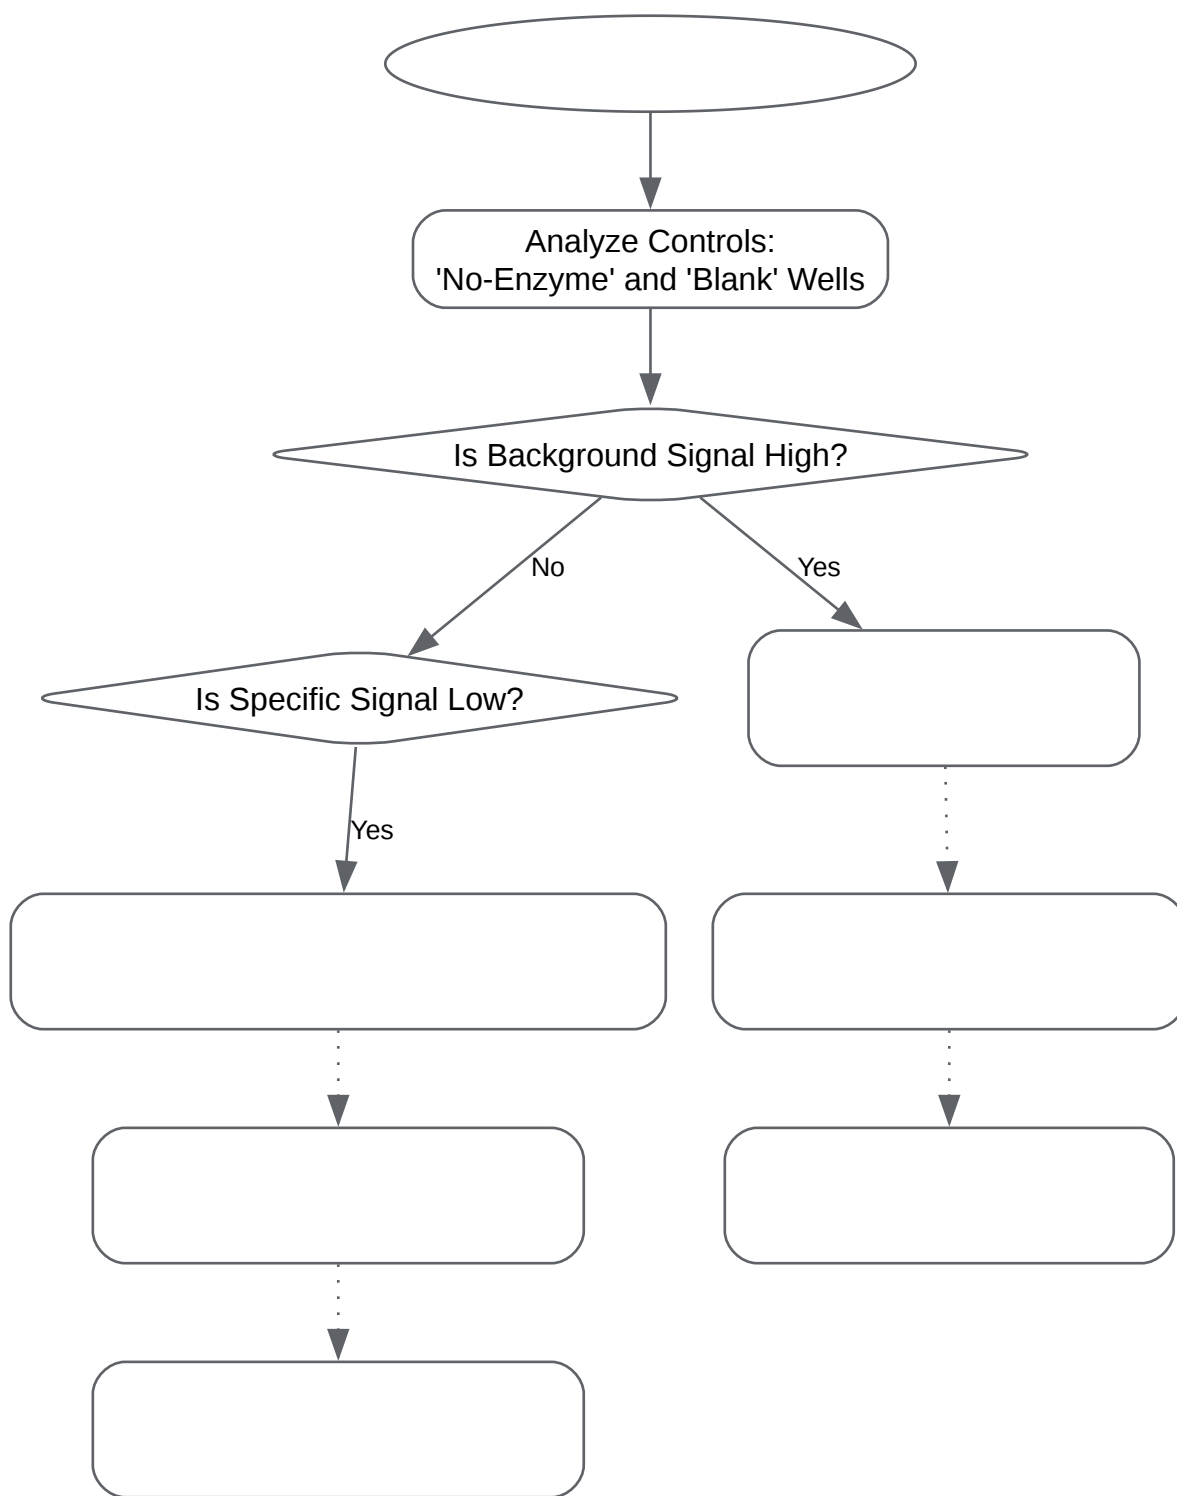 Analyze Controls:
'No-Enzyme' and 'Blank' Wells
Is Background Signal High?
No
Yes
Is Specific Signal Low?
Yes